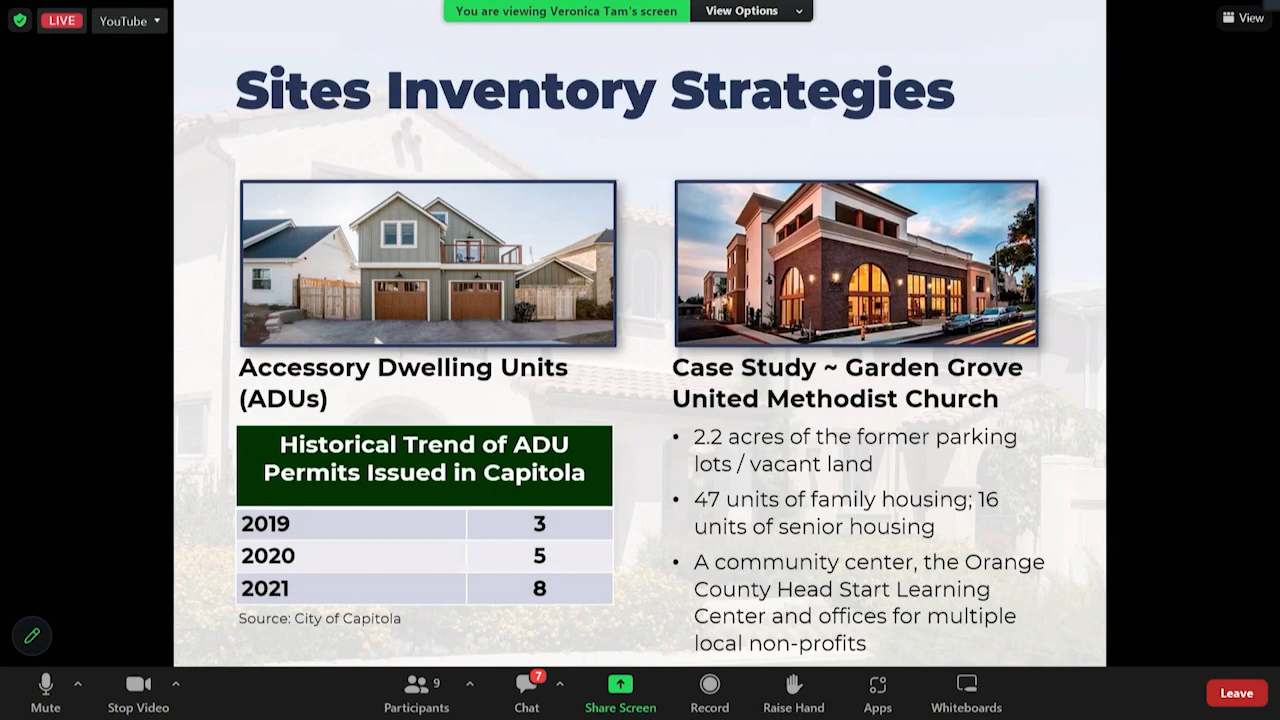 You are viewing Veronica Tam's screen
View Options
LIVE
YouTube
View
Sites Inventory Strategies
Accessory Dwelling Units
(ADUs)
Historical Trend of ADU
Permits Issued in Capitola
2019 3
2020 5
2021 8
Source: City of Capitola
Case Study ~ Garden Grove
United Methodist Church
• 2.2 acres of the former parking
lots / vacant land
• 47 units of family housing; 16
units of senior housing
• A community center, the Orange
County Head Start Learning
Center and offices for multiple
local non-profits
9
7
Mute
Stop Video
Participants
Chat
Share Screen
Record
Raise Hand
Apps
Whiteboards
Leave